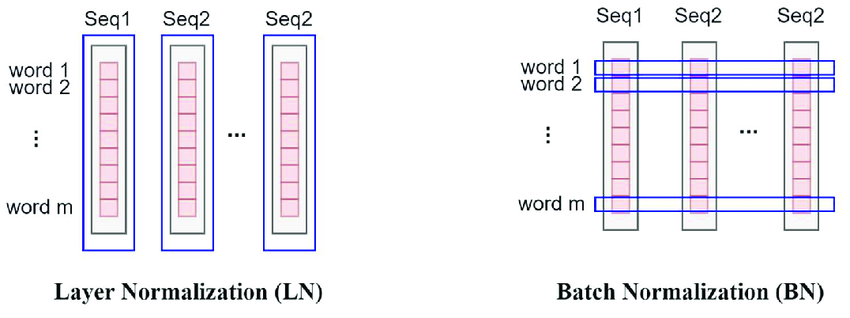 Seq1 Seq2 Seq2
word 1
word 2
...
...
word m
Layer Normalization (LN)
Seq1 Seq2 Seq2
word 1
word 2
...
...
word m
Batch Normalization (BN)